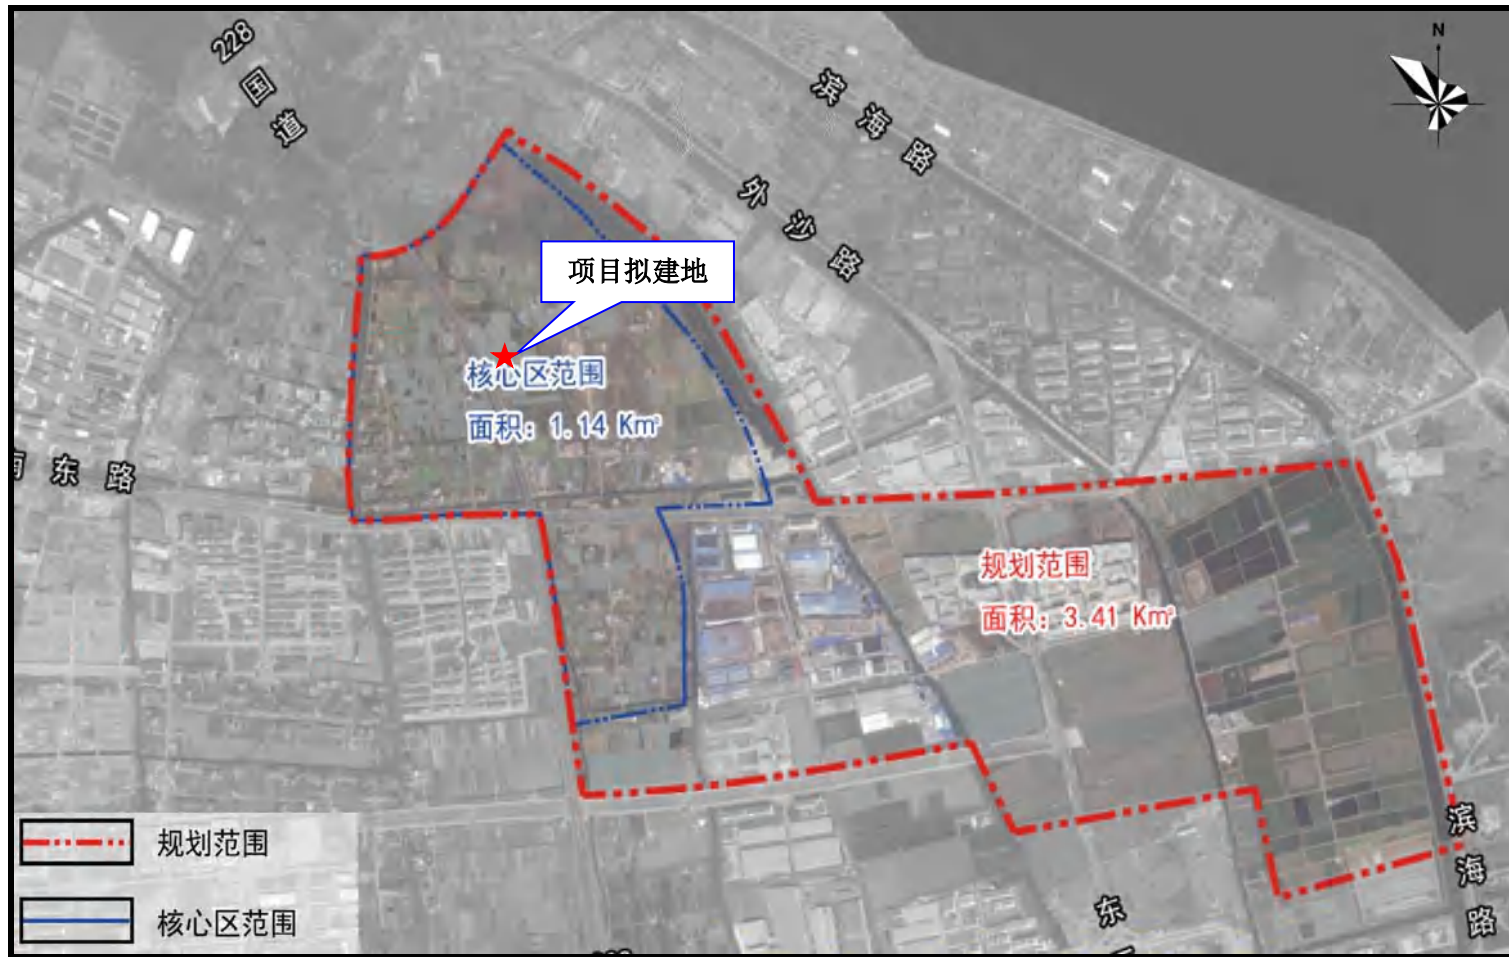 228
国道
滨海路
N
外沙路
项目拟建地
核心区范围
面积：1.14 Km²
东路
规划范围
面积：3.41 Km²
规划范围
核心区范围
滨海路
东